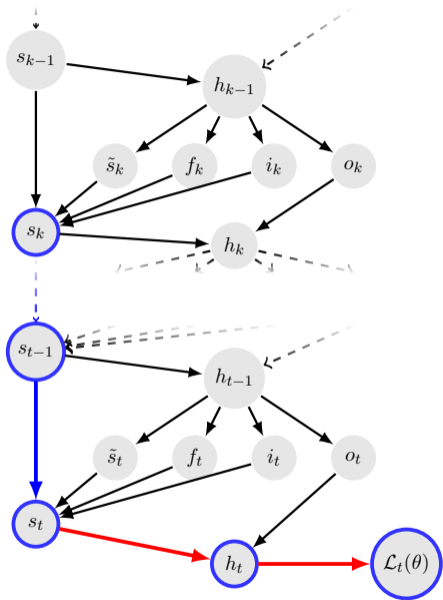 s_{k−1}
h_{k−1}
s̃_k f_k i_k o_k
s_k
h_k
s_{t−1}
h_{t−1}
s̃_t f_t i_t o_t
s_t
h_t ℒ_t(θ)